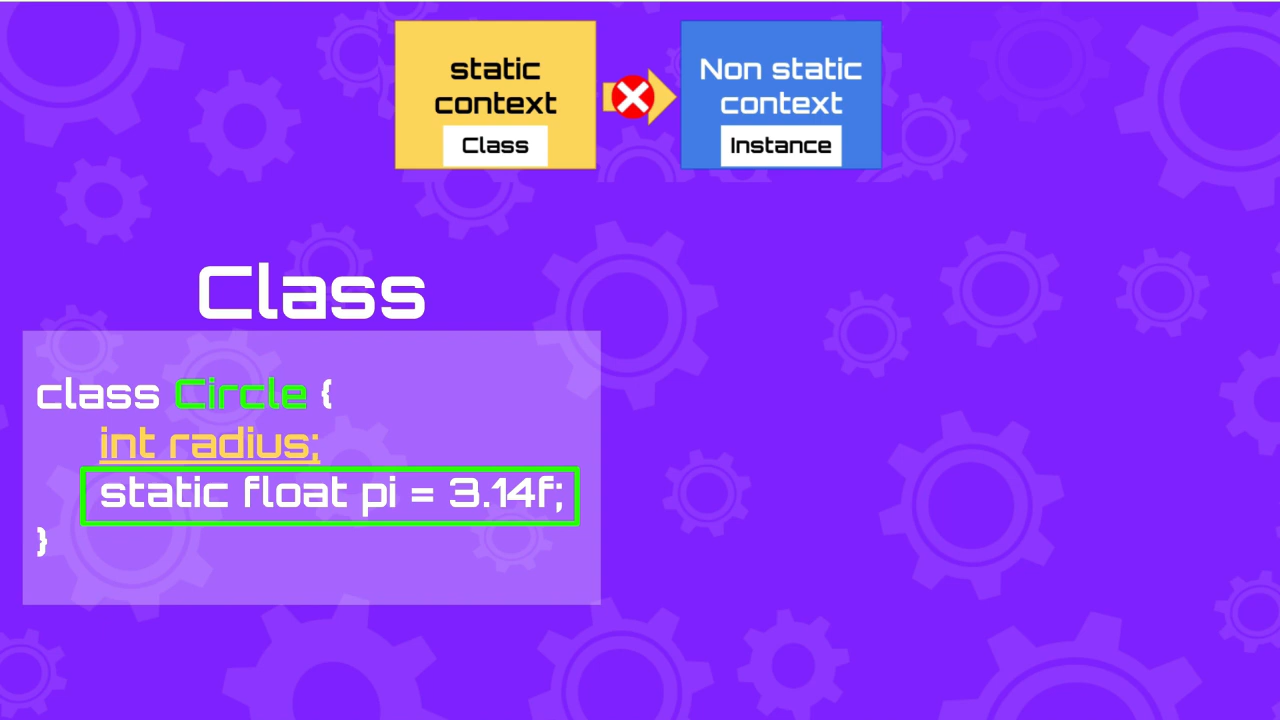 static
context
Class
Non static
context
Instance
Class
class Circle {
int radius;
static float pi = 3.14f;
}